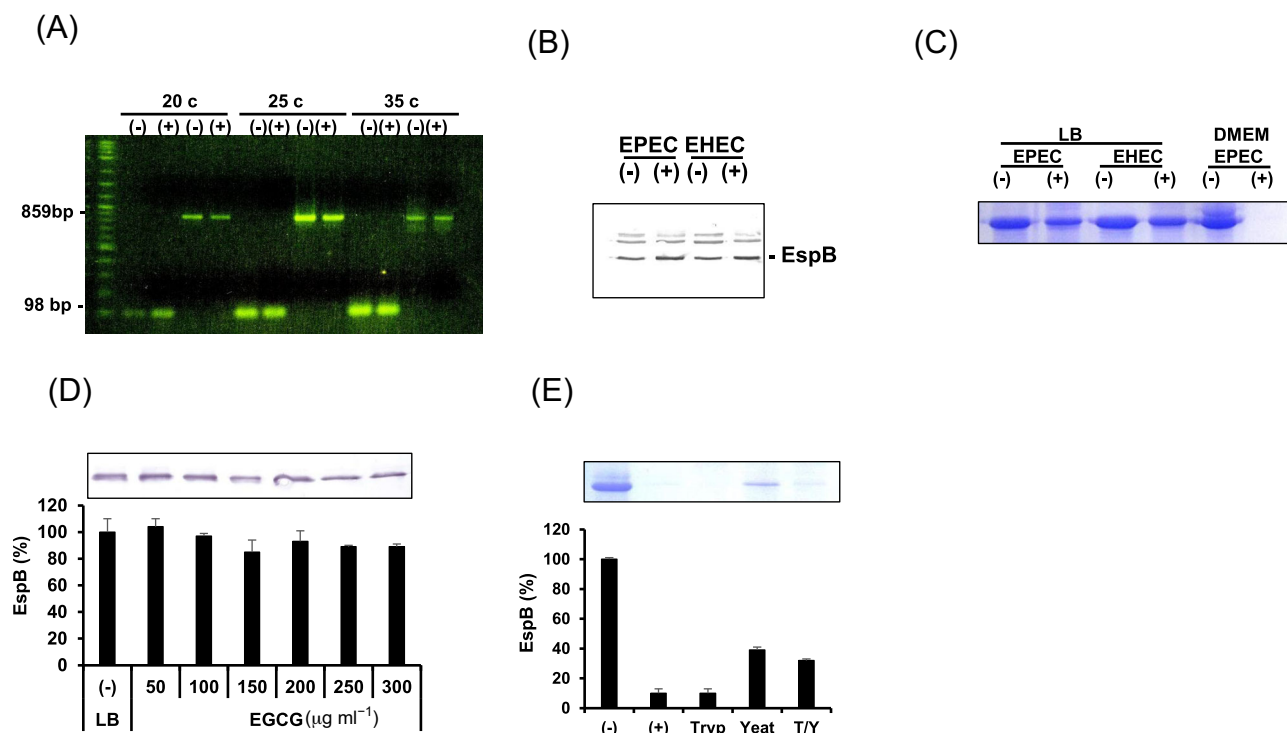 (A)
20 c 25 c 35 c
(-) (+) (-) (+) (-) (+) (-) (+) (-) (+) (-) (+)
859bp -
98 bp -
(B)
EPEC EHEC
(-) (+) (-) (+)
- EspB
(C)
LB DMEM
EPEC EHEC EPEC
(-) (+) (-) (+) (-) (+)
(D)
120
100
80
60
40
20
0
EspB (%)
(-) 50 100 150 200 250 300
LB EGCG (µg ml⁻¹)
(E)
120
100
80
60
40
20
0
EspB (%)
(-) (+) Tryp Yeat T/Y